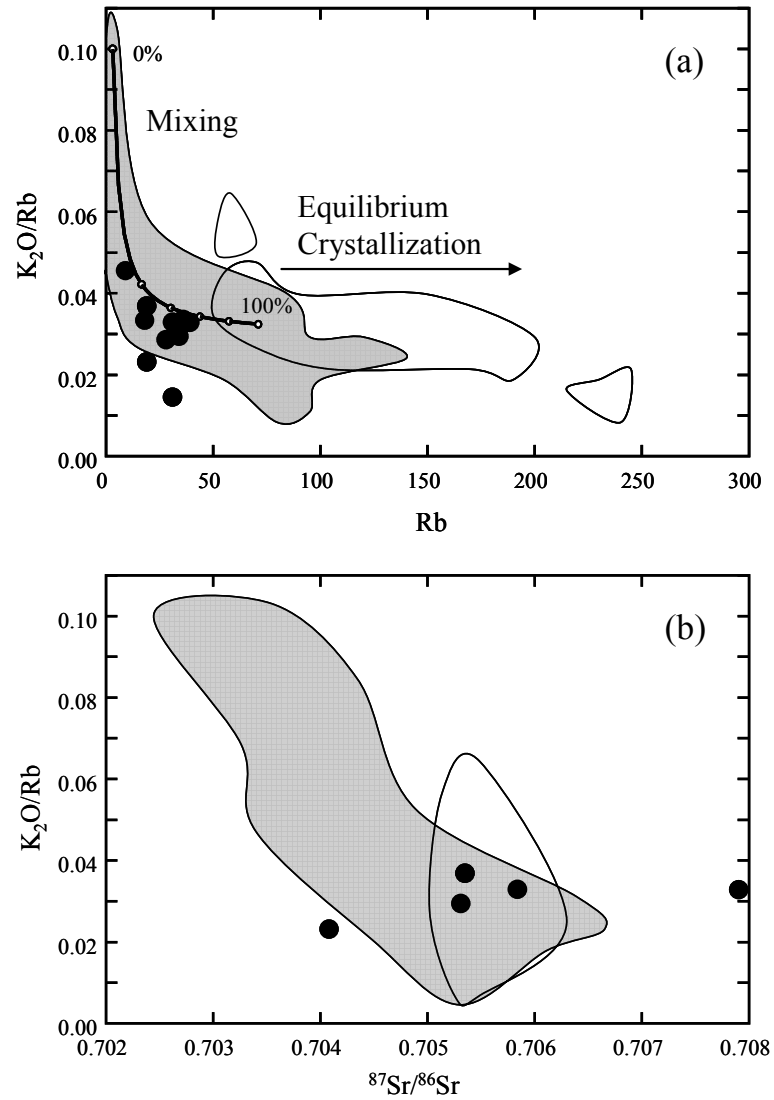 (a)
0.10
0%
0.08
Mixing
0.06
Equilibrium
Crystallization
K₂O/Rb
0.04
100%
0.02
0.00
0 50 100 150 200 250 300
Rb
(b)
0.10
0.08
0.06
K₂O/Rb
0.04
0.02
0.00
0.702 0.703 0.704 0.705 0.706 0.707 0.708
⁸⁷Sr/⁸⁶Sr